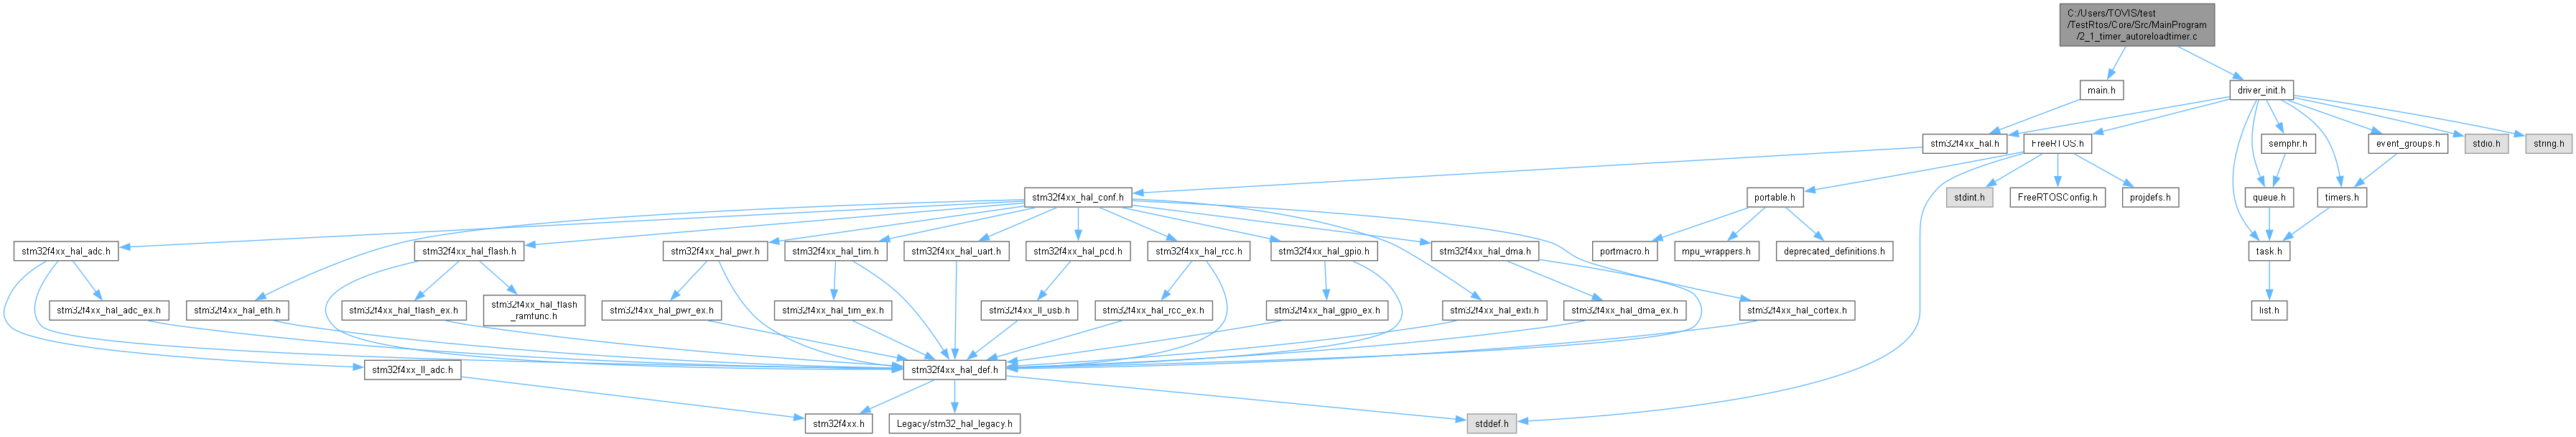 C:/Users/TOVIS/test
/TestRtos/Core/Src/MainProgram
/2_1_timer_autoreloadtimer.c
main.h
driver_init.h
stm32f4xx_hal.h
FreeRTOS.h
semphr.h
event_groups.h
stdio.h
string.h
stm32f4xx_hal_conf.h
portable.h
stdint.h
FreeRTOSConfig.h
projdefs.h
queue.h
timers.h
stm32f4xx_hal_adc.h
stm32f4xx_hal_flash.h
stm32f4xx_hal_pwr.h
stm32f4xx_hal_tim.h
stm32f4xx_hal_uart.h
stm32f4xx_hal_pcd.h
stm32f4xx_hal_rcc.h
stm32f4xx_hal_gpio.h
stm32f4xx_hal_dma.h
portmacro.h
mpu_wrappers.h
deprecated_definitions.h
task.h
stm32f4xx_hal_adc_ex.h
stm32f4xx_hal_eth.h
stm32f4xx_hal_flash_ex.h
stm32f4xx_hal_flash
_ramfunc.h
stm32f4xx_hal_pwr_ex.h
stm32f4xx_hal_tim_ex.h
stm32f4xx_ll_usb.h
stm32f4xx_hal_rcc_ex.h
stm32f4xx_hal_gpio_ex.h
stm32f4xx_hal_exti.h
stm32f4xx_hal_dma_ex.h
stm32f4xx_hal_cortex.h
list.h
stm32f4xx_ll_adc.h
stm32f4xx_hal_def.h
stm32f4xx.h
Legacy/stm32_hal_legacy.h
stddef.h